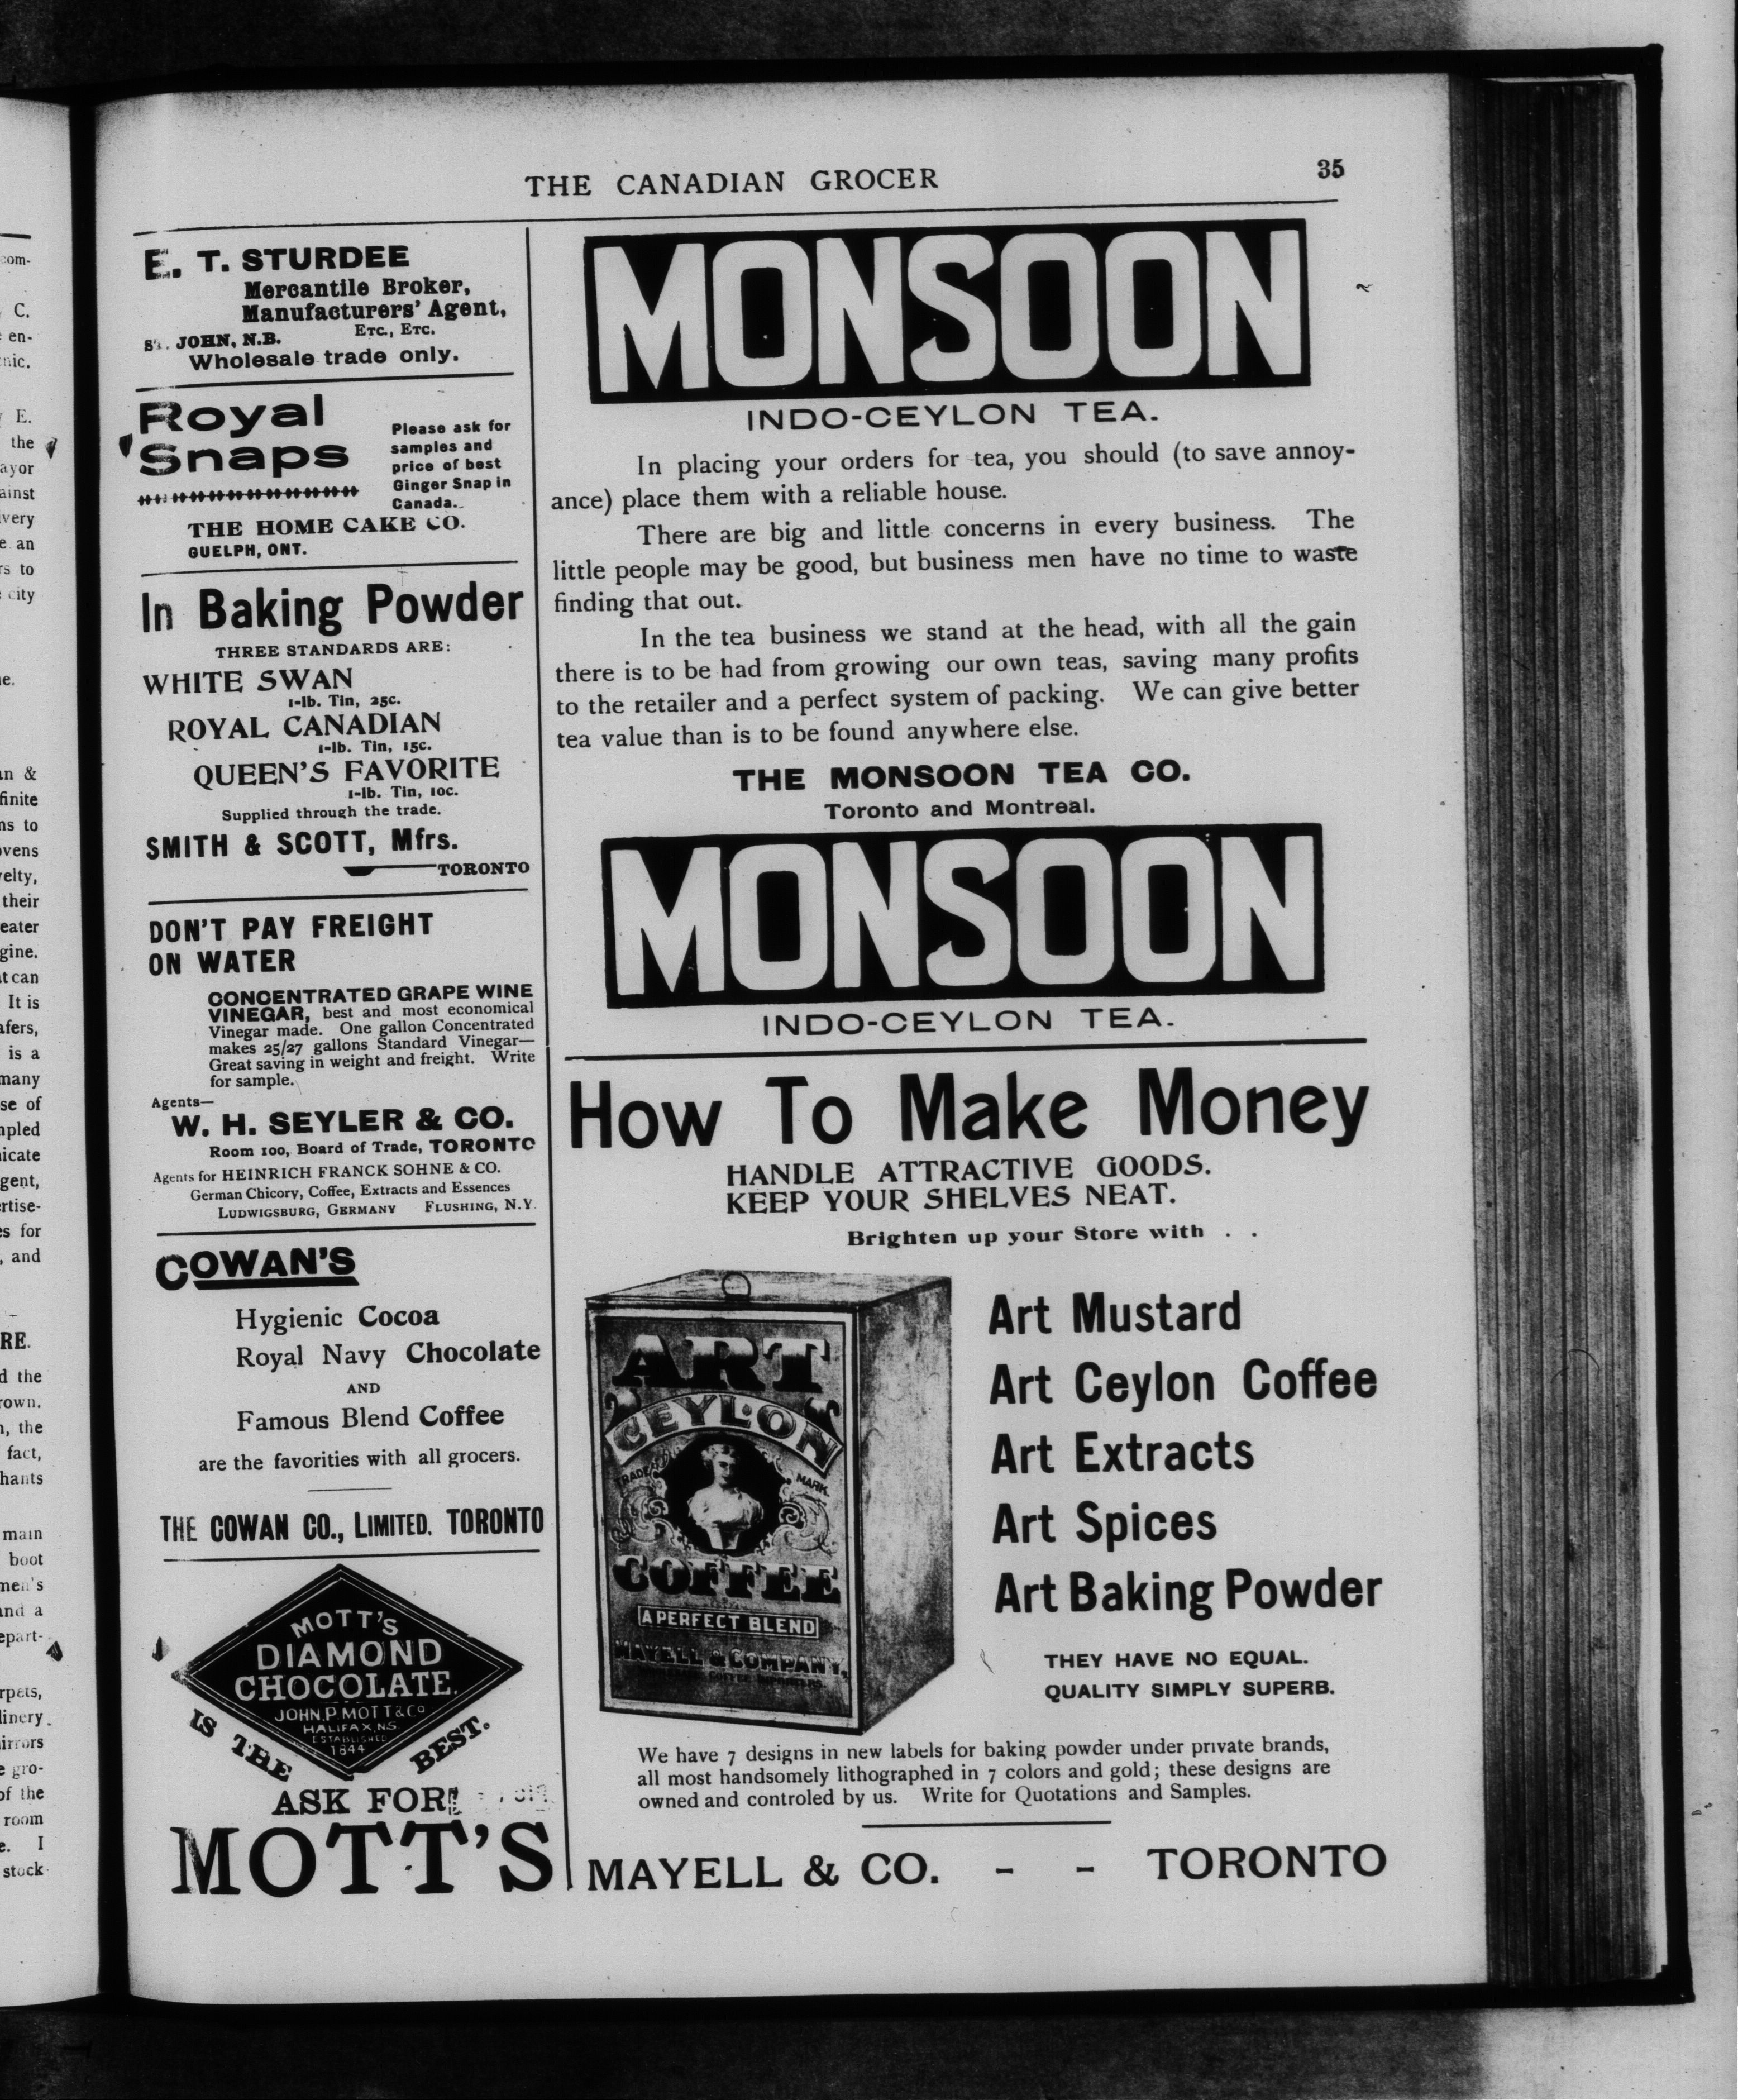 THE CANADIAN GROCER
35
E. T. STURDEE
Mercantile Broker,
Manufacturers' Agent,
ETC., ETC.
ST. JOHN, N.B.
Wholesale trade only.
Royal
Snaps
Please ask for
samples and
price of best
Ginger Snap in
Canada.
THE HOME CAKE CO.
GUELPH, ONT.
In Baking Powder
THREE STANDARDS ARE:
WHITE SWAN
1-lb. Tin, 25c.
ROYAL CANADIAN
1-lb. Tin, 15c.
QUEEN'S FAVORITE
1-lb. Tin, 10c.
Supplied through the trade.
SMITH & SCOTT, Mfrs.
TORONTO
DON'T PAY FREIGHT
ON WATER
CONCENTRATED GRAPE WINE
VINEGAR, best and most economical
Vinegar made. One gallon Concentrated
makes 25/27 gallons Standard Vinegar—
Great saving in weight and freight. Write
for sample.
Agents—
W. H. SEYLER & CO.
Room 100, Board of Trade, TORONTO
Agents for HEINRICH FRANCK SOHNE & CO.
German Chicory, Coffee, Extracts and Essences
LUDWIGSBURG, GERMANY FLUSHING, N.Y.
COWAN'S
Hygienic Cocoa
Royal Navy Chocolate
AND
Famous Blend Coffee
are the favorities with all grocers.
THE COWAN CO., LIMITED, TORONTO
MOTT'S
DIAMOND
CHOCOLATE.
JOHN.P.MOTT & Co
HALIFAX,NS
ESTABLISHED
1844
IS THE BEST.
ASK FOR
MOTT'S
MONSOON
INDO-CEYLON TEA.
In placing your orders for tea, you should (to save annoy-
ance) place them with a reliable house.
There are big and little concerns in every business. The
little people may be good, but business men have no time to waste
finding that out.
In the tea business we stand at the head, with all the gain
there is to be had from growing our own teas, saving many profits
to the retailer and a perfect system of packing. We can give better
tea value than is to be found anywhere else.
THE MONSOON TEA CO.
Toronto and Montreal.
MONSOON
INDO-CEYLON TEA.
How To Make Money
HANDLE ATTRACTIVE GOODS.
KEEP YOUR SHELVES NEAT.
Brighten up your Store with . .
ART
CEYLON
TRADE MARK.
COFFEE
A PERFECT BLEND
MAYELL & COMPANY,
Art Mustard
Art Ceylon Coffee
Art Extracts
Art Spices
Art Baking Powder
THEY HAVE NO EQUAL.
QUALITY SIMPLY SUPERB.
We have 7 designs in new labels for baking powder under private brands,
all most handsomely lithographed in 7 colors and gold; these designs are
owned and controled by us. Write for Quotations and Samples.
MAYELL & CO. - - TORONTO